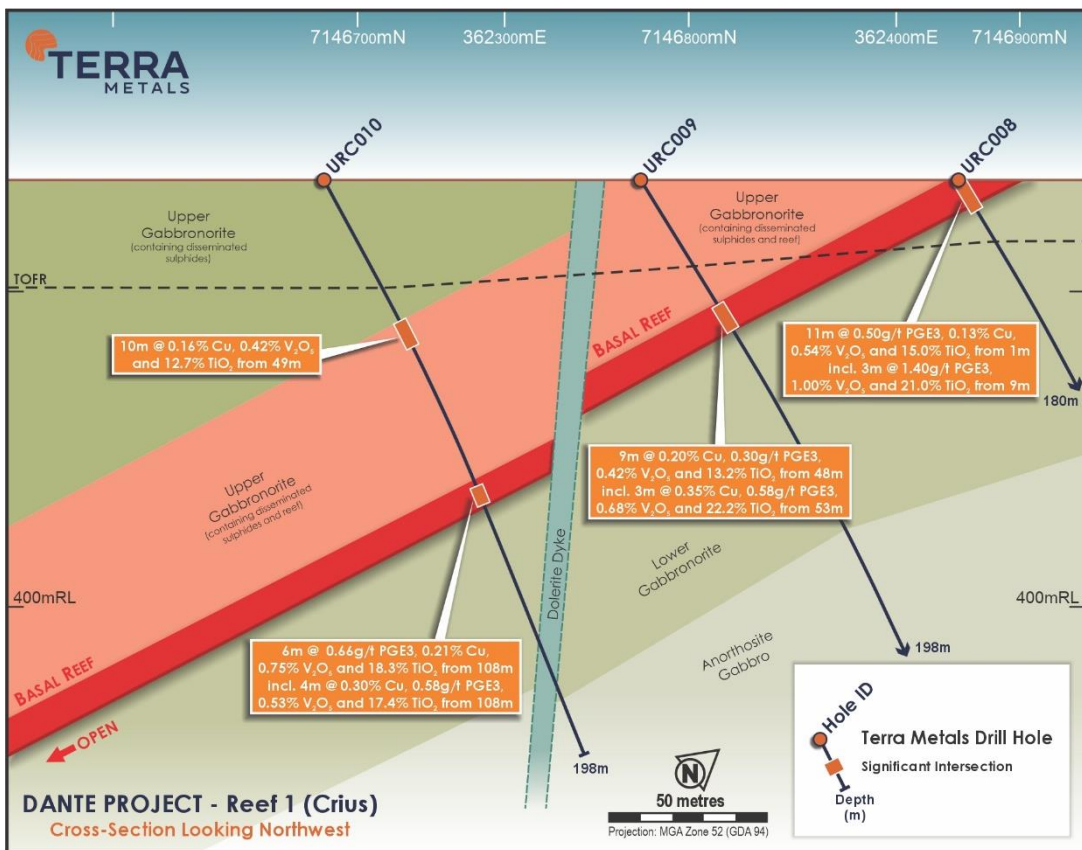 TERRA
METALS
7146700mN
362300mE
7146800mN
362400mE
7146900mN
URC010
URC009
URC008
Upper
Gabbronorite
(containing disseminated
sulphides)
Upper
Gabbronorite
(containing disseminated
sulphides and reef)
TOFR
BASAL REEF
10m @ 0.16% Cu, 0.42% V₂O₅
and 12.7% TiO₂ from 49m
11m @ 0.50g/t PGE3, 0.13% Cu,
0.54% V₂O₅ and 15.0% TiO₂ from 1m
incl. 3m @ 1.40g/t PGE3,
1.00% V₂O₅ and 21.0% TiO₂ from 9m
180m
9m @ 0.20% Cu, 0.30g/t PGE3,
0.42% V₂O₅ and 13.2% TiO₂ from 48m
incl. 3m @ 0.35% Cu, 0.58g/t PGE3,
0.68% V₂O₅ and 22.2% TiO₂ from 53m
Upper
Gabbronorite
(containing disseminated
sulphides and reef)
Dolerite Dyke
Lower
Gabbronorite
400mRL
400mRL
Anorthosite
Gabbro
198m
6m @ 0.66g/t PGE3, 0.21% Cu,
0.75% V₂O₅ and 18.3% TiO₂ from 108m
incl. 4m @ 0.30% Cu, 0.58g/t PGE3,
0.53% V₂O₅ and 17.4% TiO₂ from 108m
BASAL REEF
OPEN
198m
Hole ID
Terra Metals Drill Hole
Significant Intersection
Depth
(m)
N
50 metres
Projection: MGA Zone 52 (GDA 94)
DANTE PROJECT - Reef 1 (Crius)
Cross-Section Looking Northwest